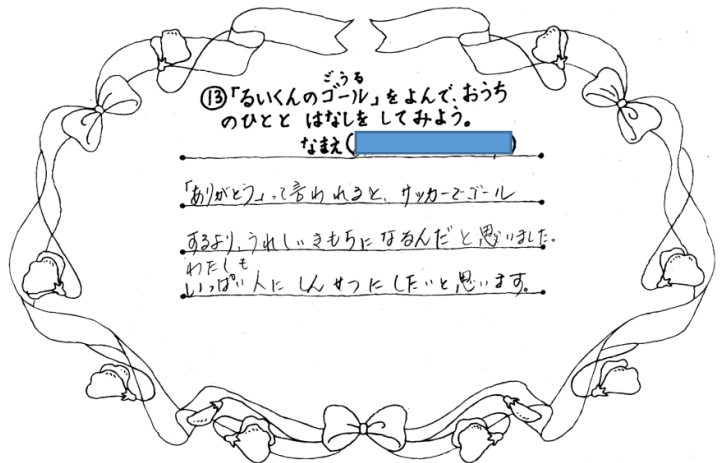 ごうる
⑬「るいくんのゴール」をよんで、おうち
のひとと はなしを してみよう。
なまえ( )
「ありがとう」って言われると、サッカーでゴール
するより、うれしいきもちになるんだと思いました。
わたしも
いっぱい人にしんせつにしたいと思います。